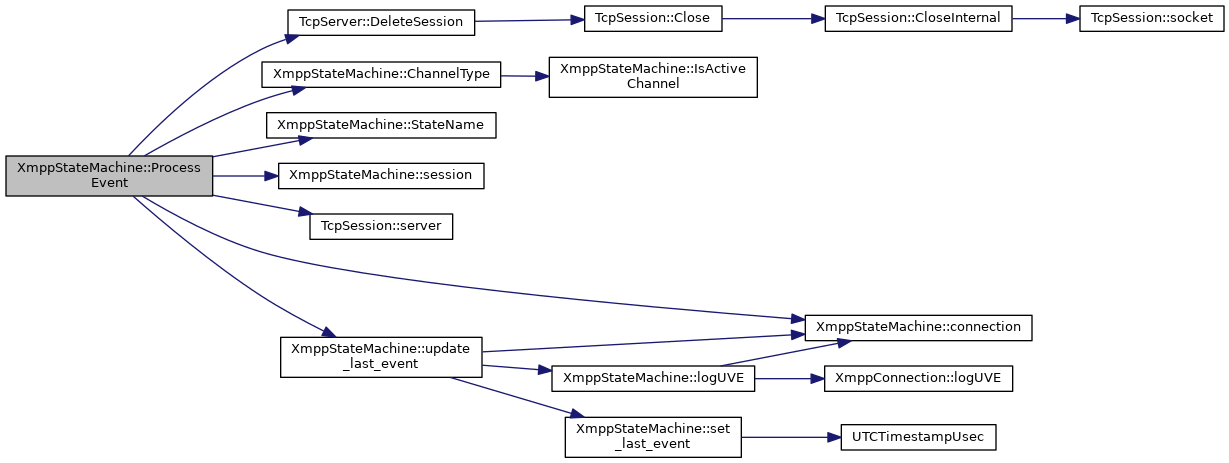 TcpServer::DeleteSession
TcpSession::Close
TcpSession::CloseInternal
TcpSession::socket
XmppStateMachine::ChannelType
XmppStateMachine::IsActive
Channel
XmppStateMachine::StateName
XmppStateMachine::Process
Event
XmppStateMachine::session
TcpSession::server
XmppStateMachine::connection
XmppStateMachine::update
_last_event
XmppStateMachine::logUVE
XmppConnection::logUVE
XmppStateMachine::set
_last_event
UTCTimestampUsec